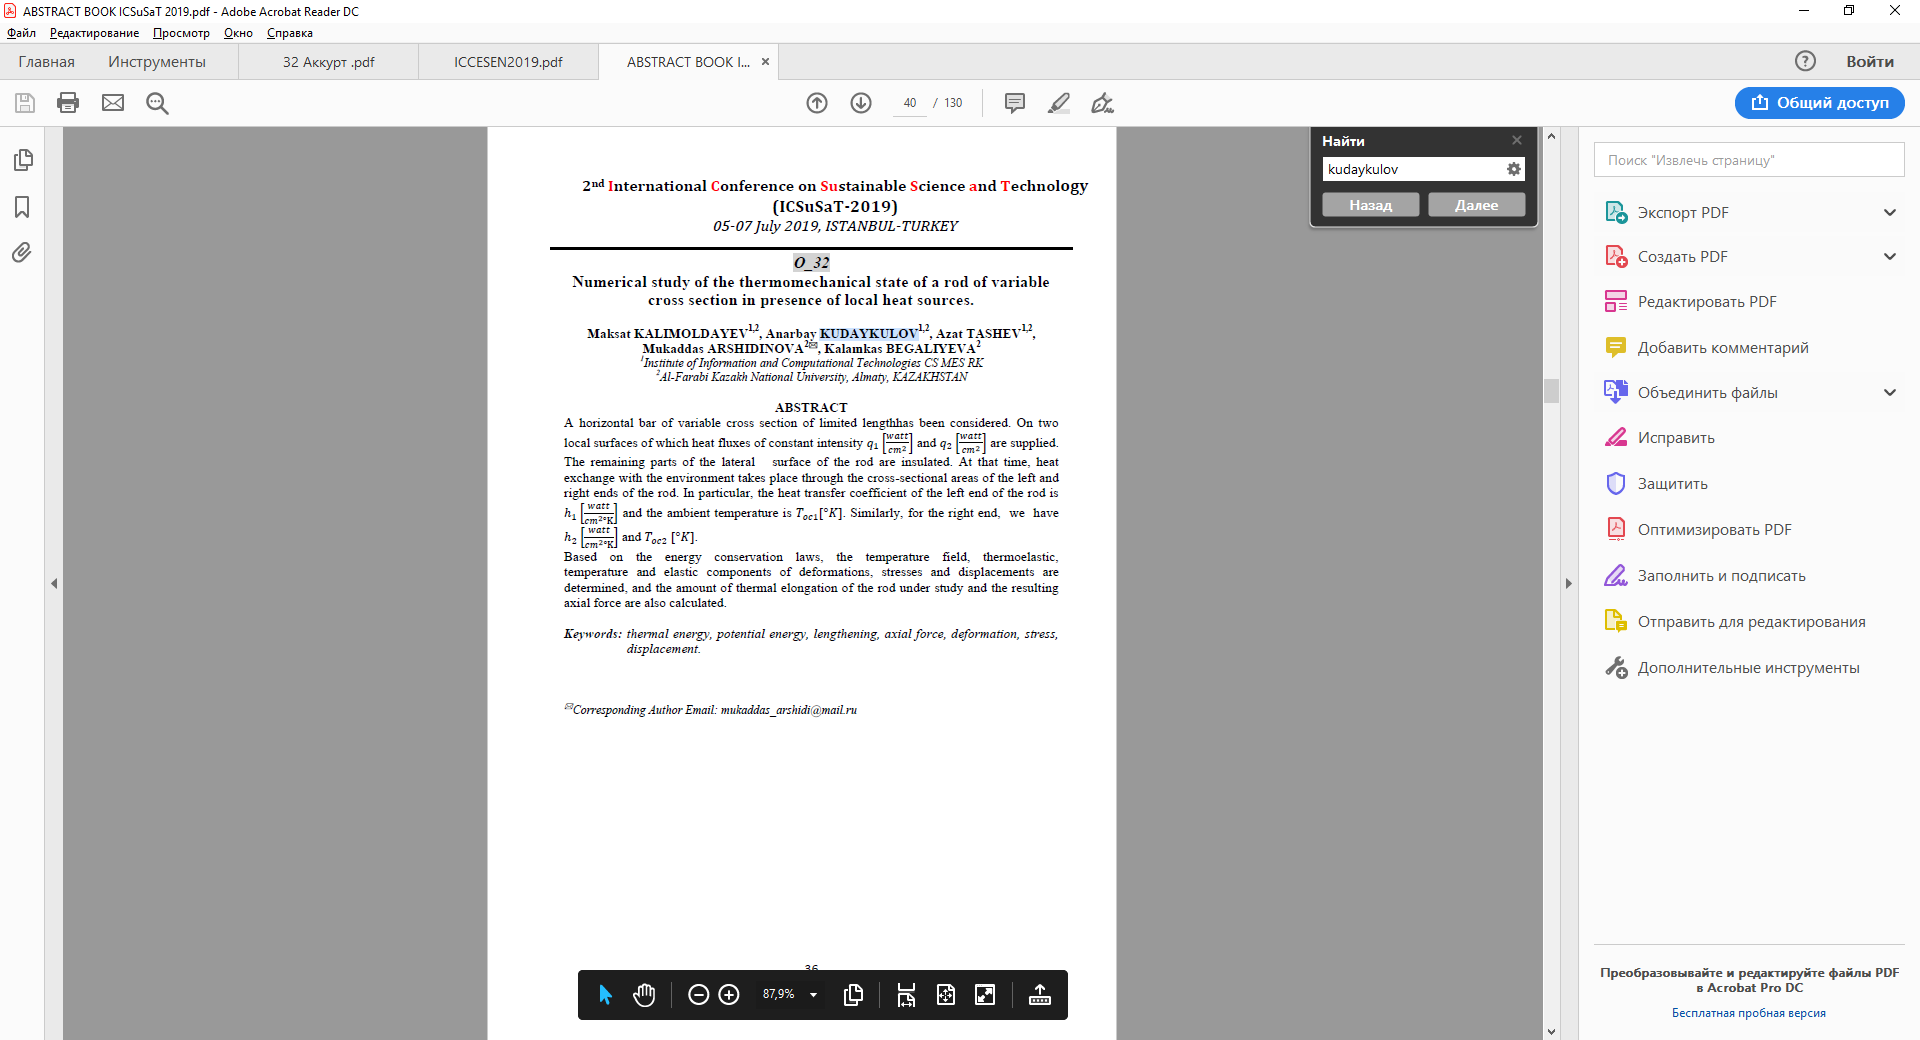 ABSTRACT BOOK ICSuSaT 2019.pdf - Adobe Acrobat Reader DC
Файл Редактирование Просмотр Окно Справка
Главная Инструменты 32 Аккурт .pdf ICCESEN2019.pdf ABSTRACT BOOK I... × Войти
40 / 130 Общий доступ
Найти
kudaykulov
Назад Далее
2nd International Conference on Sustainable Science and Technology
(ICSuSaT-2019)
05-07 July 2019, ISTANBUL-TURKEY
O_32
Numerical study of the thermomechanical state of a rod of variable
cross section in presence of local heat sources.
Maksat KALIMOLDAYEV1,2, Anarbay KUDAYKULOV1,2, Azat TASHEV1,2,
Mukaddas ARSHIDINOVA2✉, Kalamkas BEGALIYEVA2
1Institute of Information and Computational Technologies CS MES RK
2Al-Farabi Kazakh National University, Almaty, KAZAKHSTAN
ABSTRACT
A horizontal bar of variable cross section of limited lengthhas been considered. On two
local surfaces of which heat fluxes of constant intensity q1 [watt/cm2] and q2 [watt/cm2] are supplied.
The remaining parts of the lateral surface of the rod are insulated. At that time, heat
exchange with the environment takes place through the cross-sectional areas of the left and
right ends of the rod. In particular, the heat transfer coefficient of the left end of the rod is
h1 [watt/cm2°K] and the ambient temperature is Toc1[°K]. Similarly, for the right end, we have
h2 [watt/cm2°K] and Toc2 [°K].
Based on the energy conservation laws, the temperature field, thermoelastic,
temperature and elastic components of deformations, stresses and displacements are
determined, and the amount of thermal elongation of the rod under study and the resulting
axial force are also calculated.
Keywords: thermal energy, potential energy, lengthening, axial force, deformation, stress,
displacement.
✉Corresponding Author Email: mukaddas_arshidi@mail.ru
36
87,9%
Поиск "Извлечь страницу"
Экспорт PDF
Создать PDF
Редактировать PDF
Добавить комментарий
Объединить файлы
Исправить
Защитить
Оптимизировать PDF
Заполнить и подписать
Отправить для редактирования
Дополнительные инструменты
Преобразовывайте и редактируйте файлы PDF
в Acrobat Pro DC
Бесплатная пробная версия